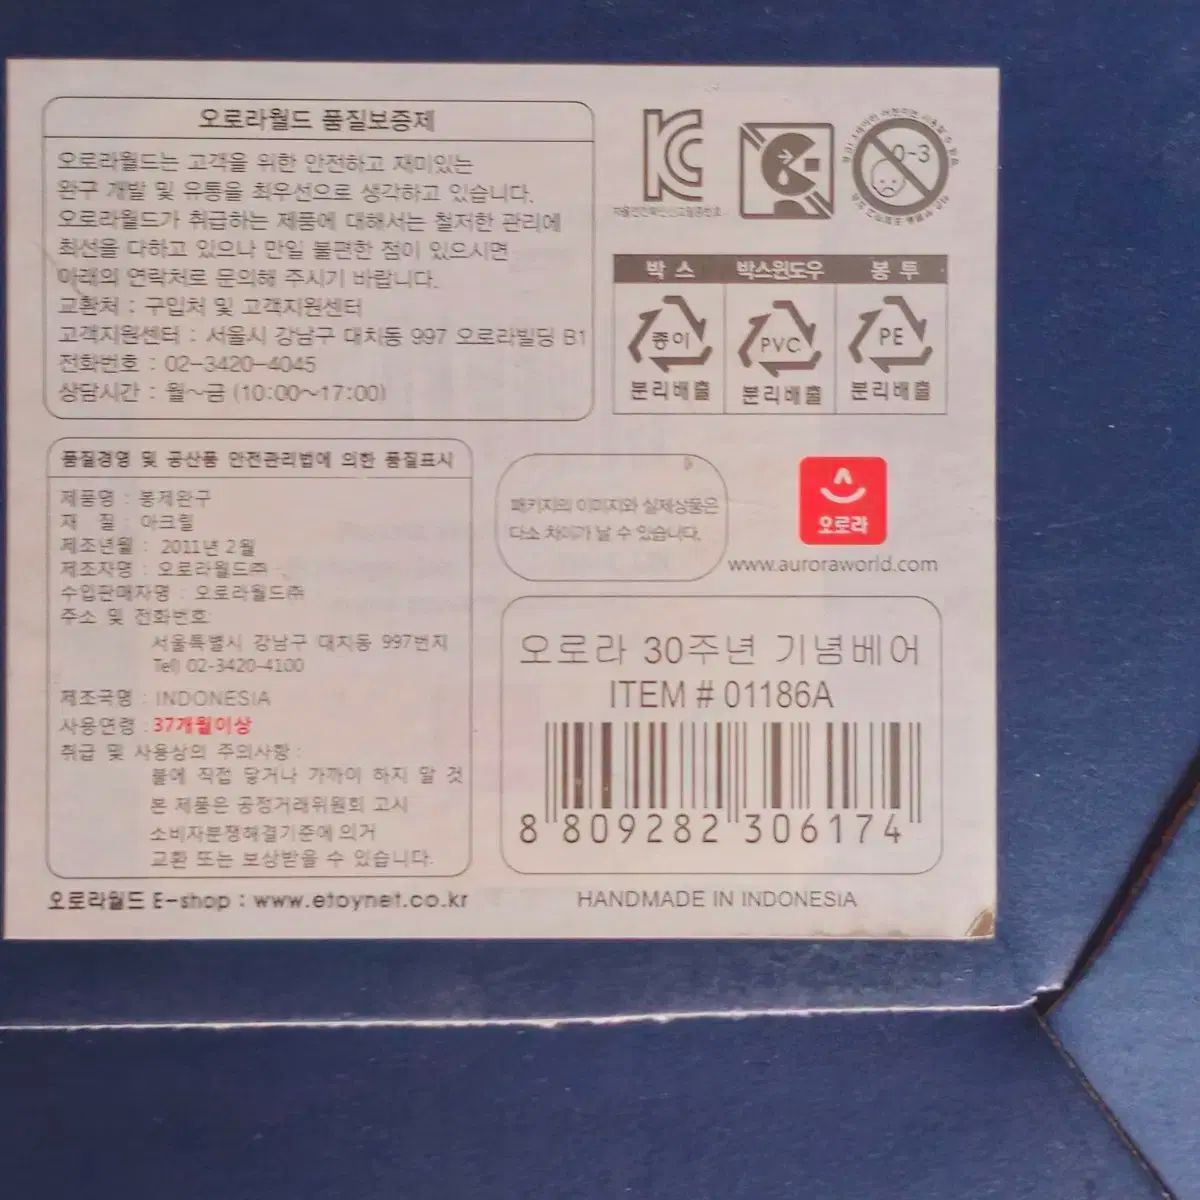 오로라월드 품질보증제
오로라월드는 고객을 위한 안전하고 재미있는
완구 개발 및 유통을 최우선으로 생각하고 있습니다.
오로라월드가 취급하는 제품에 대해서는 철저한 관리에
최선을 다하고 있으나 만일 불편한 점이 있으시면
아래의 연락처로 문의해 주시기 바랍니다.
교환처 : 구입처 및 고객지원센터
고객지원센터 : 서울시 강남구 대치동 997 오로라빌딩 B1
전화번호 : 02-3420-4045
상담시간 : 월~금 (10:00~17:00)
0-3
박스 박스윈도우 봉투
종이 PVC PE
분리배출 분리배출 분리배출
품질경영 및 공산품 안전관리법에 의한 품질표시
제품명 : 봉제완구
재 질 : 아크릴
제조년월 : 2011년 2월
제조자명 : 오로라월드㈜
수입판매자명 : 오로라월드㈜
주소 및 전화번호:
서울특별시 강남구 대치동 997번지
Tel) 02-3420-4100
제조국명 : INDONESIA
사용연령 : 37개월이상
취급 및 사용상의 주의사항 :
불에 직접 닿거나 가까이 하지 말 것
본 제품은 공정거래위원회 고시
소비자분쟁해결기준에 의거
교환 또는 보상받을 수 있습니다.
오로라월드 E-shop : www.etoynet.co.kr
패키지의 이미지와 실제상품은
다소 차이가 날 수 있습니다.
오로라
www.auroraworld.com
오로라 30주년 기념베어
ITEM # 01186A
8 809282 306174
HANDMADE IN INDONESIA